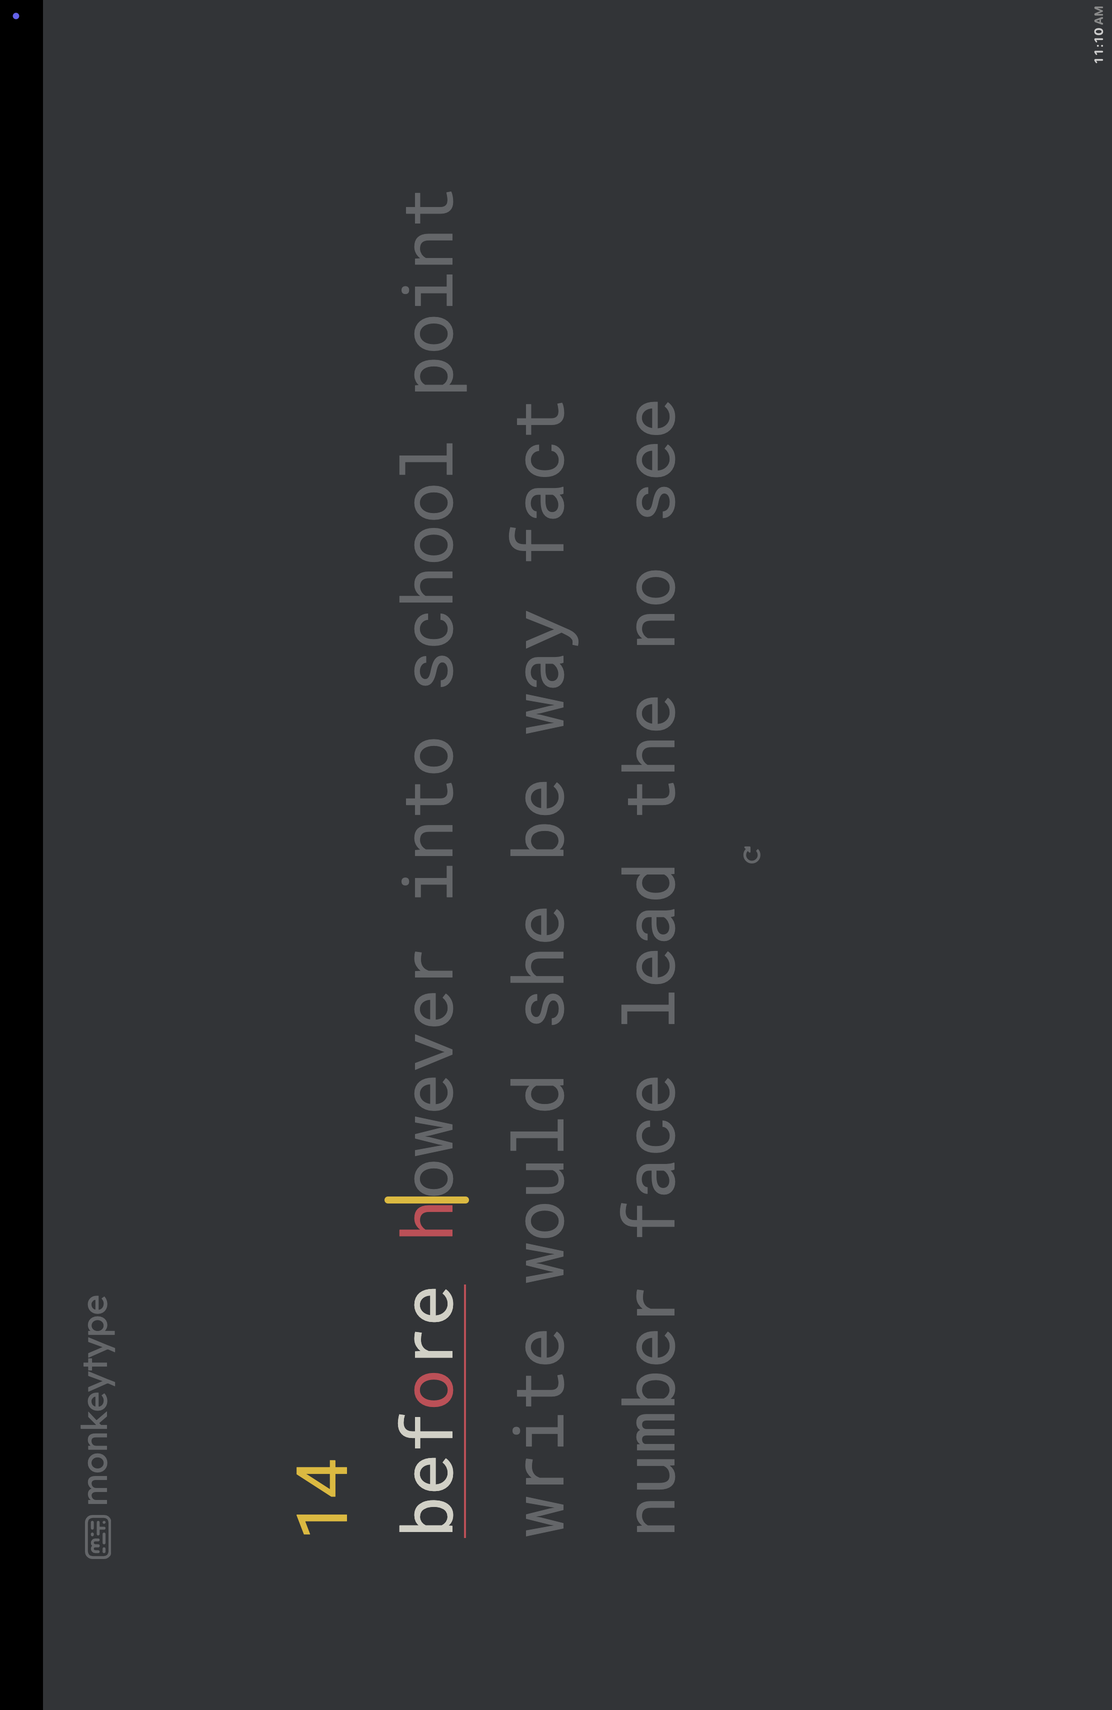 11:10 AM
monkeytype
14
before however into school point
write would she be way fact
number face lead the no see